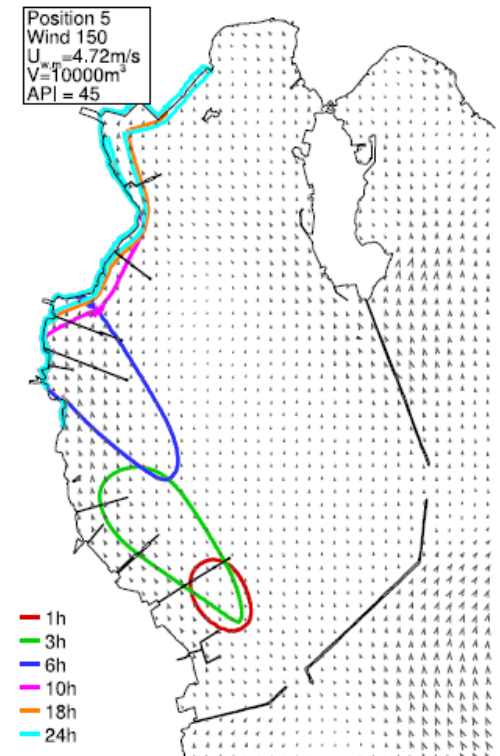 Position 5
Wind 150
U_w,m=4.72m/s
V=10000m³
API = 45
1h
3h
6h
10h
18h
24h